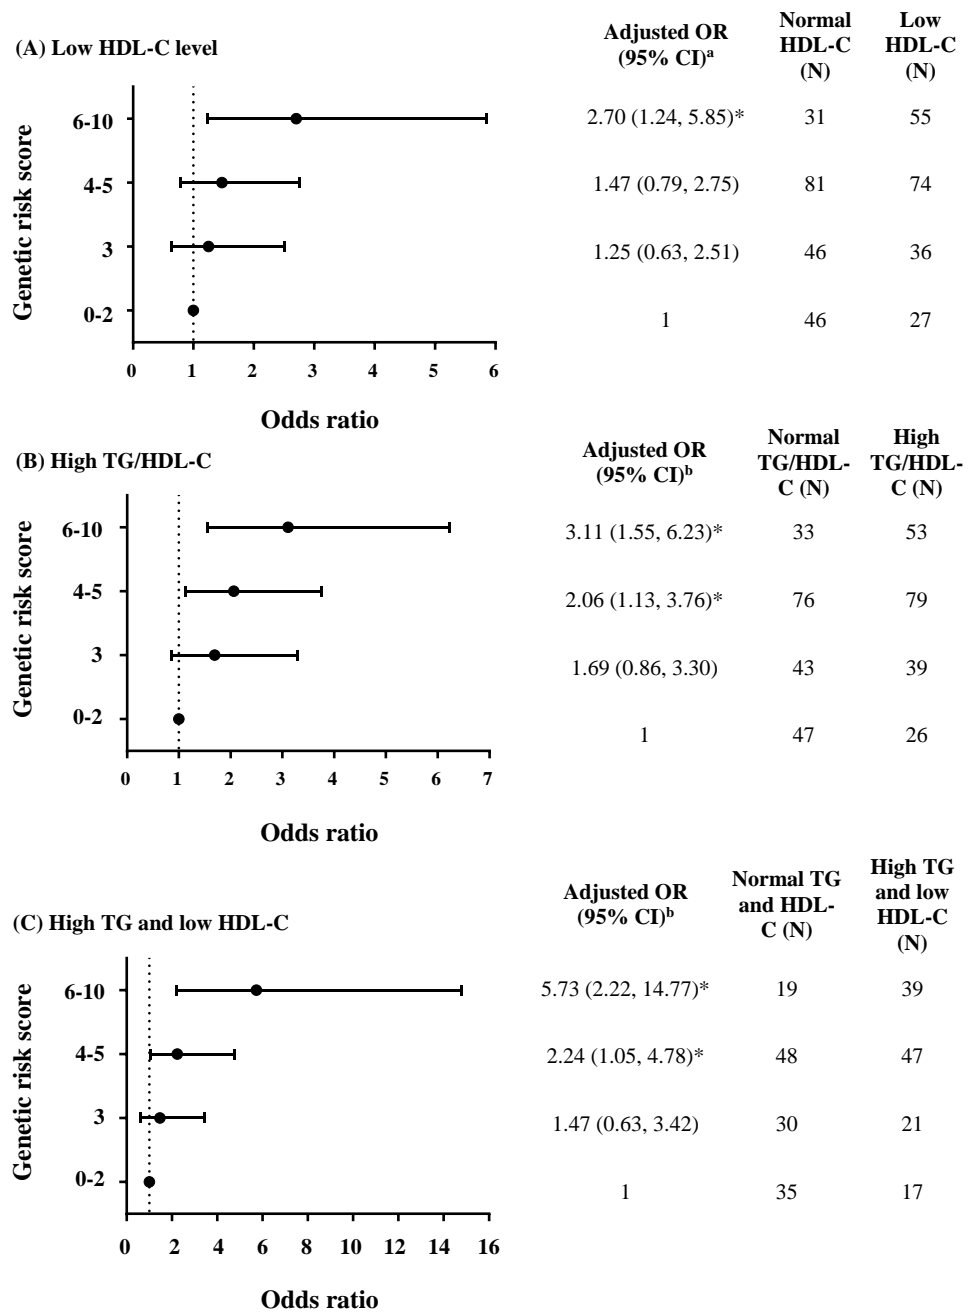 (A) Low HDL-C level
Adjusted OR
(95% CI)a
Normal
HDL-C
(N)
Low
HDL-C
(N)
Genetic risk score
6-10
2.70 (1.24, 5.85)*
31
55
4-5
1.47 (0.79, 2.75)
81
74
3
1.25 (0.63, 2.51)
46
36
0-2
1
46
27
0 1 2 3 4 5 6
Odds ratio
(B) High TG/HDL-C
Adjusted OR
(95% CI)b
Normal
TG/HDL-
C (N)
High
TG/HDL-
C (N)
Genetic risk score
6-10
3.11 (1.55, 6.23)*
33
53
4-5
2.06 (1.13, 3.76)*
76
79
3
1.69 (0.86, 3.30)
43
39
0-2
1
47
26
0 1 2 3 4 5 6 7
Odds ratio
(C) High TG and low HDL-C
Adjusted OR
(95% CI)b
Normal TG
and HDL-
C (N)
High TG
and low
HDL-C
(N)
Genetic risk score
6-10
5.73 (2.22, 14.77)*
19
39
4-5
2.24 (1.05, 4.78)*
48
47
3
1.47 (0.63, 3.42)
30
21
0-2
1
35
17
0 2 4 6 8 10 12 14 16
Odds ratio